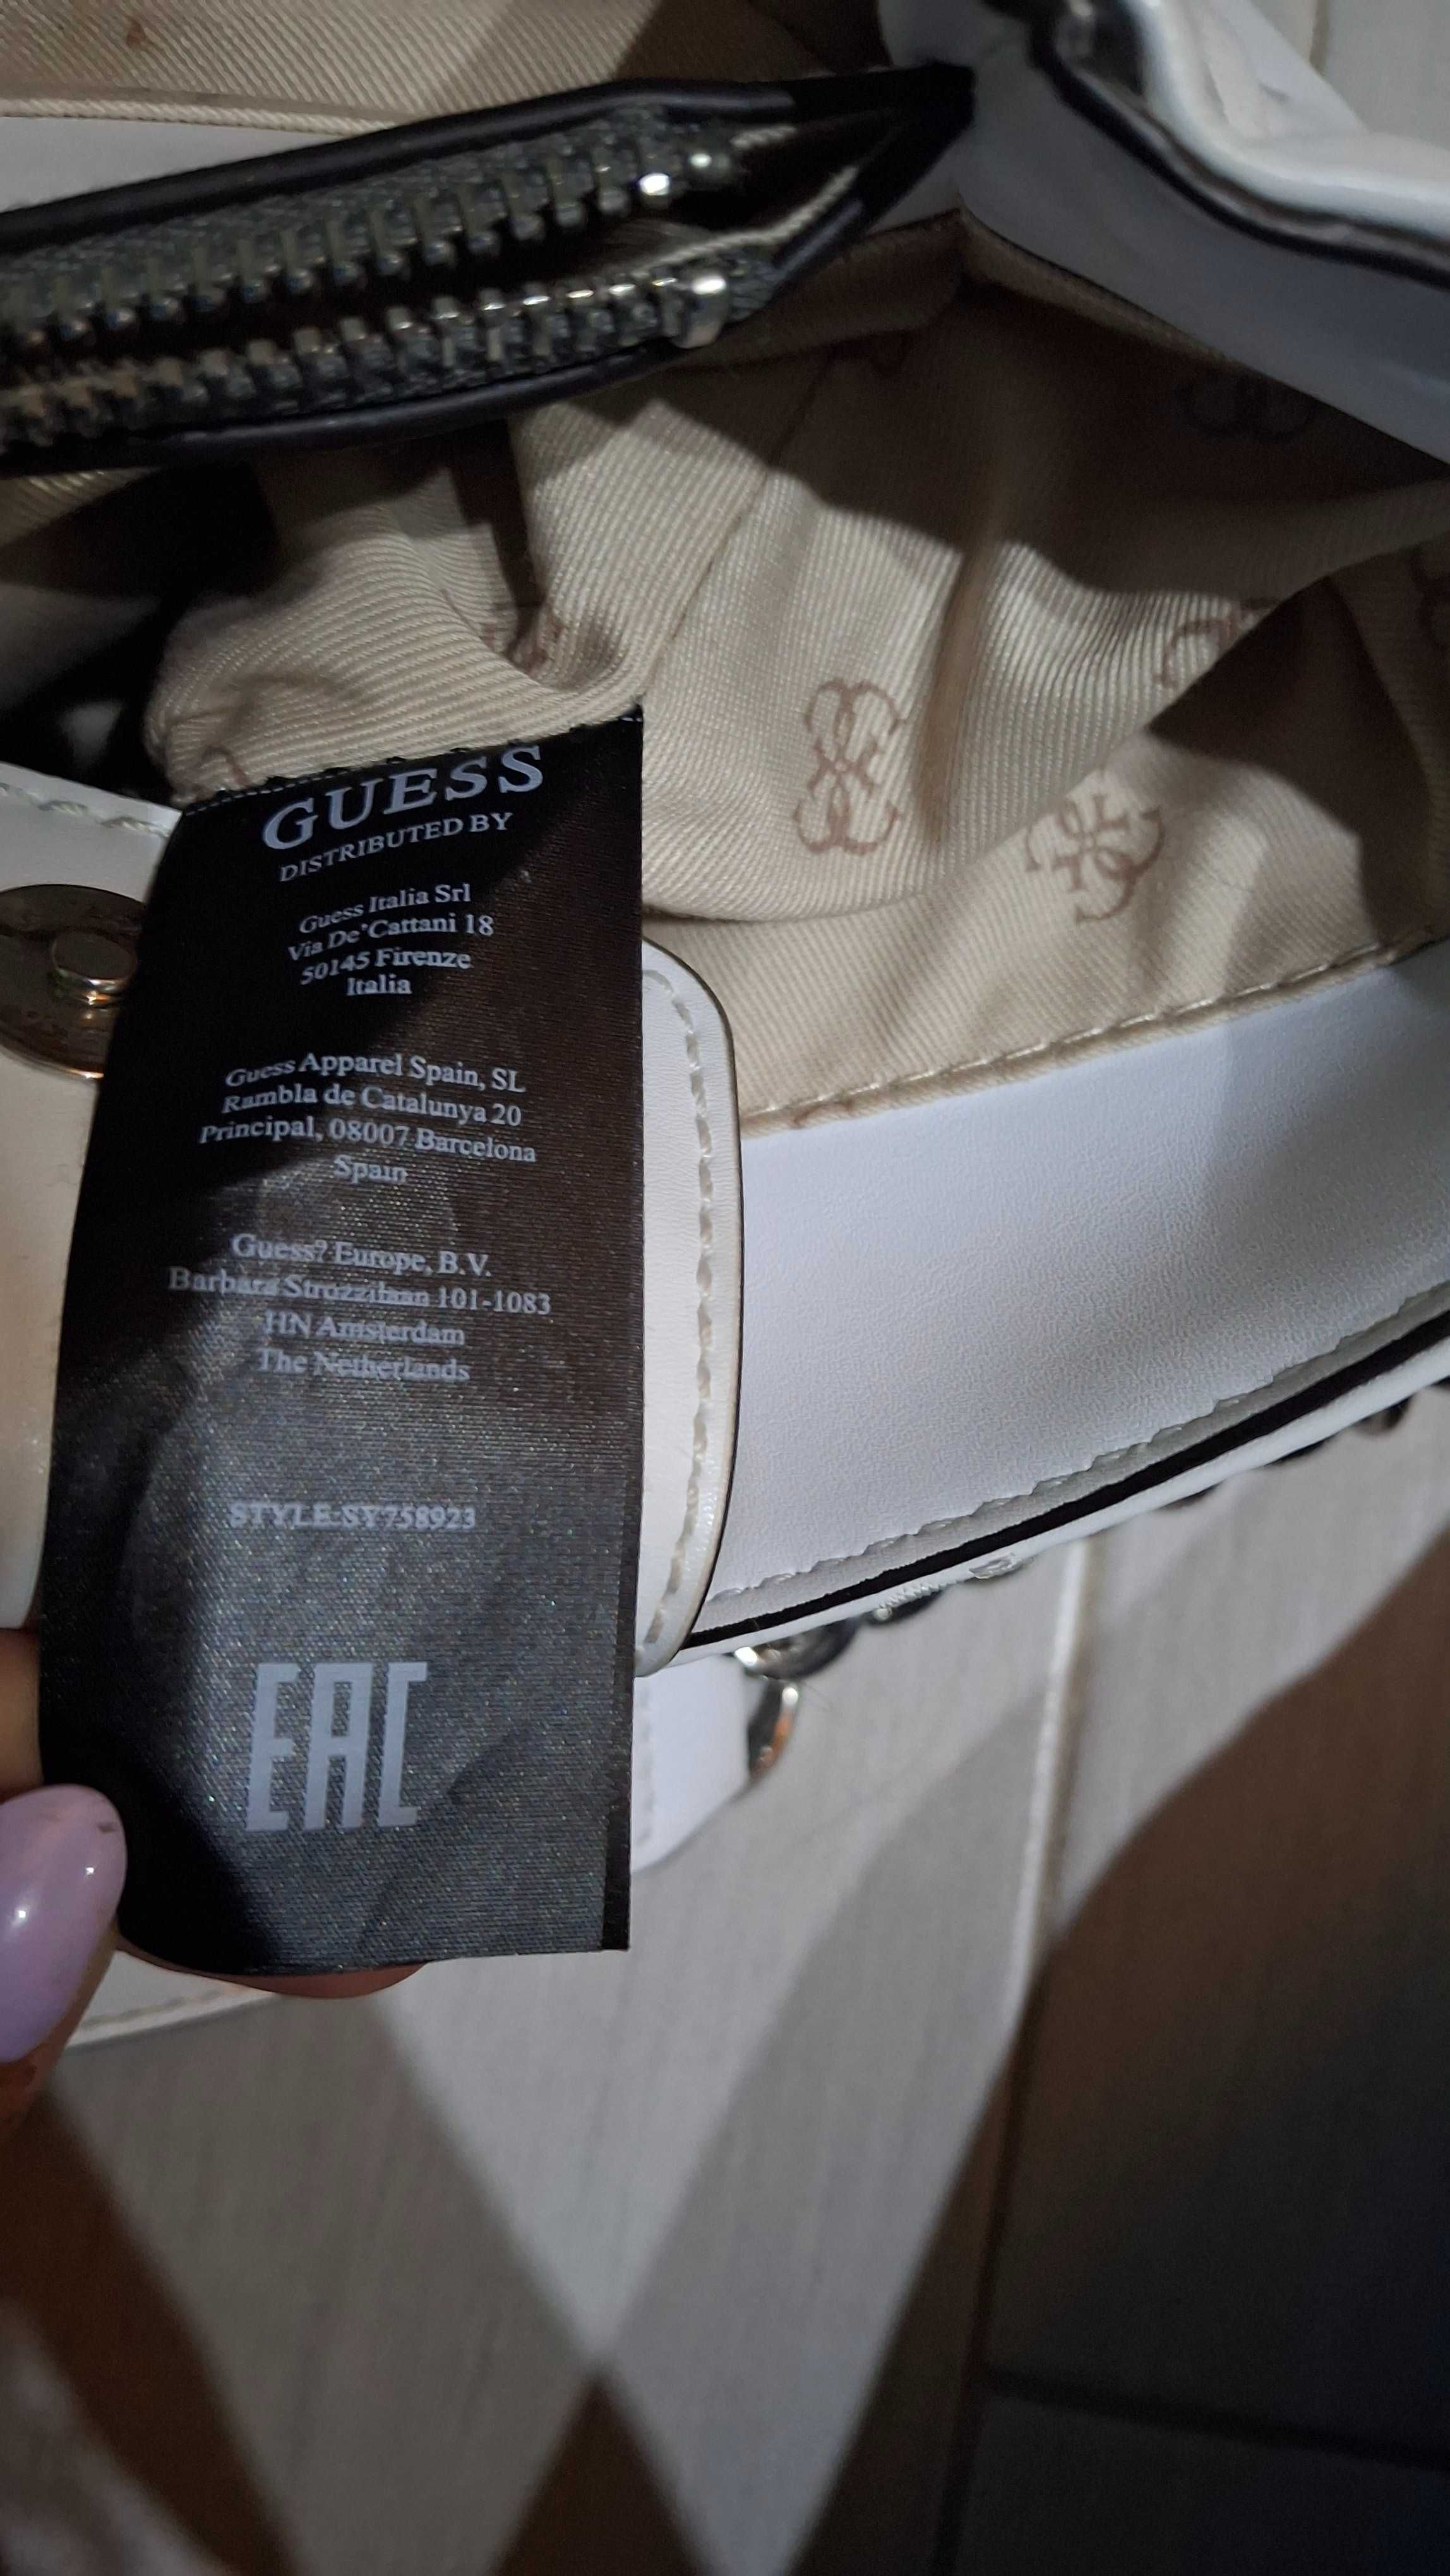 GUESS
DISTRIBUTED BY
Guess Italia Srl
Via De'Cattani 18
50145 Firenze
Italia
Guess Apparel Spain, SL
Rambla de Catalunya 20
Principal, 08007 Barcelona
Spain
Guess? Europe, B.V.
Barbara Strozzilaan 101-1083
HN Amsterdam
The Netherlands
STYLE:SY758923
EAC